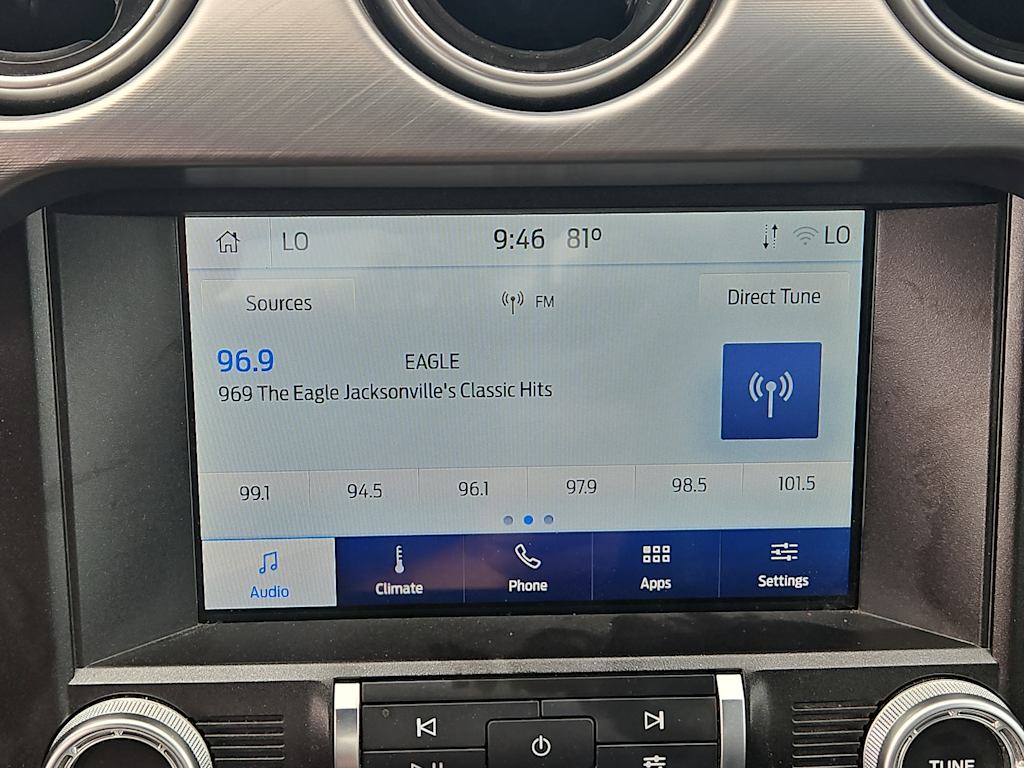 LO 9:46 81° LO
Sources FM Direct Tune
96.9 EAGLE
969 The Eagle Jacksonville's Classic Hits
99.1 94.5 96.1 97.9 98.5 101.5
Audio Climate Phone Apps Settings
TUNE